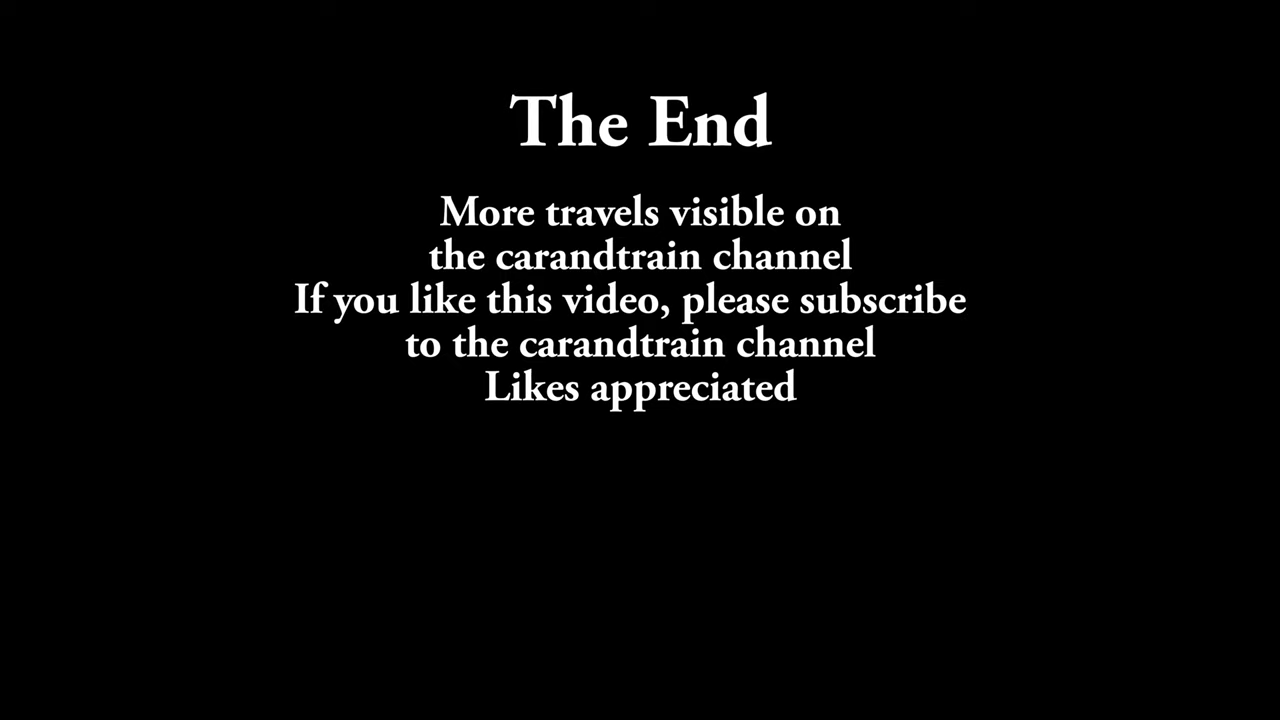 The End
More travels visible on
the carandtrain channel
If you like this video, please subscribe
to the carandtrain channel
Likes appreciated